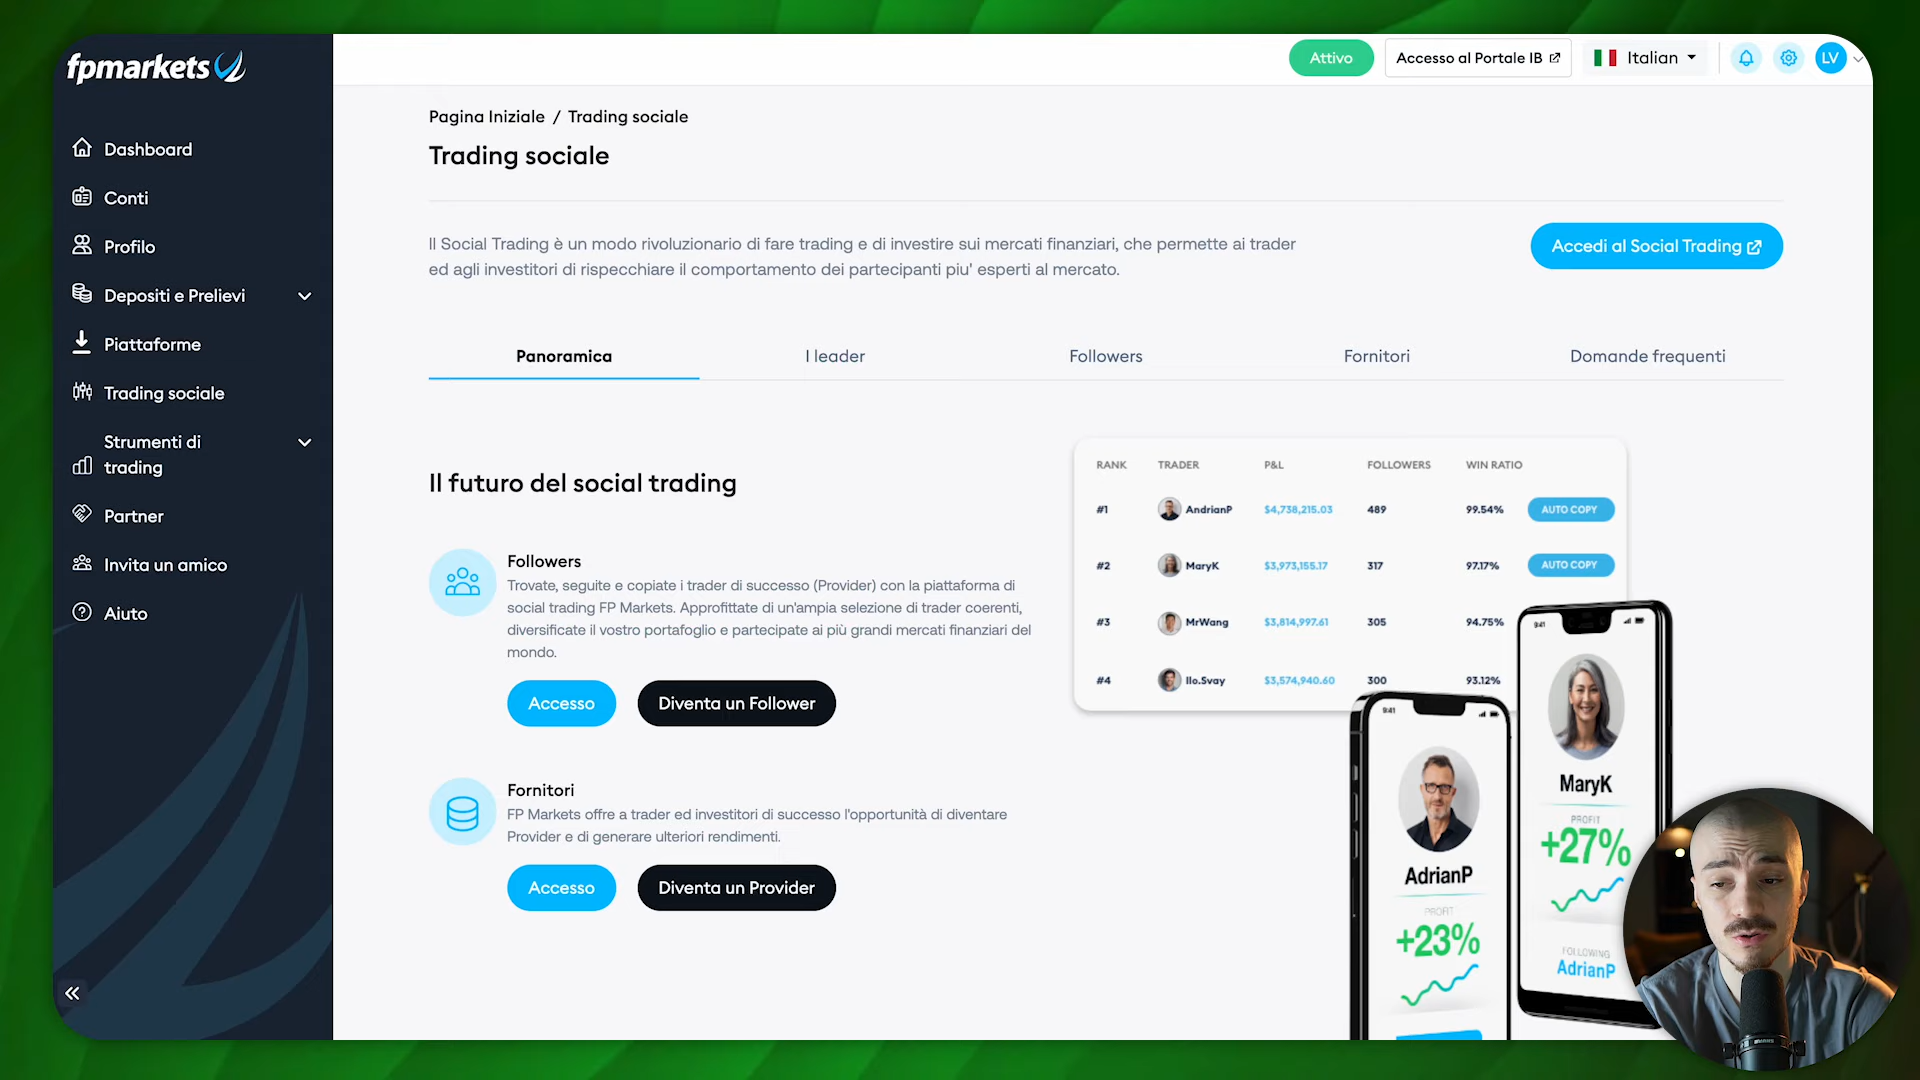 fpmarkets
Attivo
Accesso al Portale IB
Italian
LV
Dashboard
Conti
Profilo
Depositi e Prelievi
Piattaforme
Trading sociale
Strumenti di
trading
Partner
Invita un amico
Aiuto
Pagina Iniziale / Trading sociale
Trading sociale
Il Social Trading è un modo rivoluzionario di fare trading e di investire sui mercati finanziari, che permette ai trader
ed agli investitori di rispecchiare il comportamento dei partecipanti piu' esperti al mercato.
Accedi al Social Trading
Panoramica I leader Followers Fornitori Domande frequenti
Il futuro del social trading
Followers
Trovate, seguite e copiate i trader di successo (Provider) con la piattaforma di
social trading FP Markets. Approfittate di un'ampia selezione di trader coerenti,
diversificate il vostro portafoglio e partecipate ai più grandi mercati finanziari del
mondo.
Accesso Diventa un Follower
Fornitori
FP Markets offre a trader ed investitori di successo l'opportunità di diventare
Provider e di generare ulteriori rendimenti.
Accesso Diventa un Provider
RANK TRADER P&L FOLLOWERS WIN RATIO
#1 AndrianP $4,738,215.03 489 99.54% AUTO COPY
#2 MaryK $3,973,155.17 317 97.17% AUTO COPY
#3 MrWang $3,814,997.61 305 94.75%
#4 Ilo.Svay $3,574,940.60 300 93.12%
9:41
AdrianP
PROFIT
+23%
9:41
MaryK
PROFIT
+27%
FOLLOWING
AdrianP